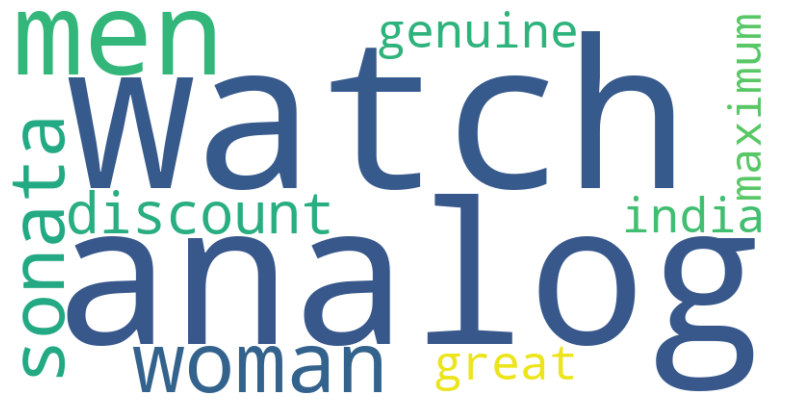 men
genuine
maximum
watch
sonata
discount
india
analog
woman
great